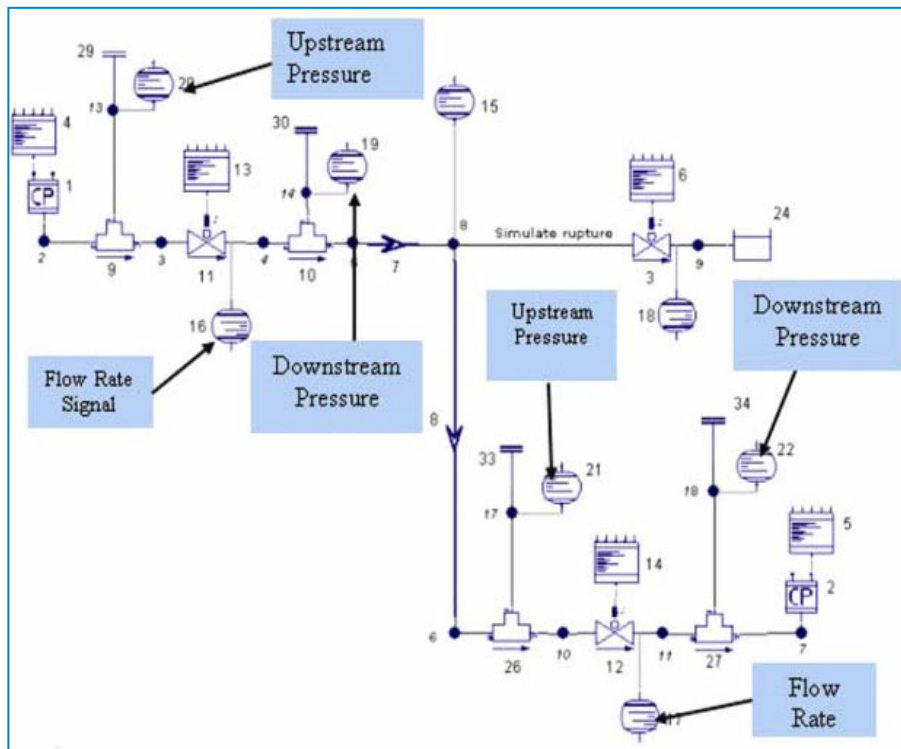 Upstream
Pressure
29
13
4
CP
1
2
9
3
13
11
16
Flow Rate
Signal
30
19
14
4
10
Downstream
Pressure
7
15
8
Simulate rupture
6
3
9
24
18
Upstream
Pressure
Downstream
Pressure
8
33
21
17
34
22
18
14
5
CP
2
6
26
10
12
11
27
7
Flow
Rate